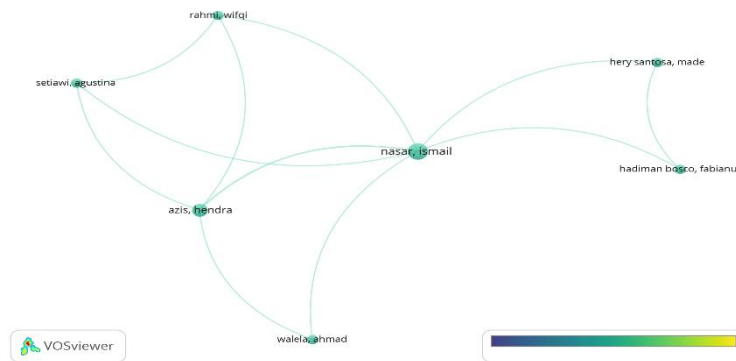 rahmi, wifqi
setiawi, agustina
hery santosa, made
nasar, ismail
hadiman bosco, fabianu
azis, hendra
walela, ahmad
VOSviewer